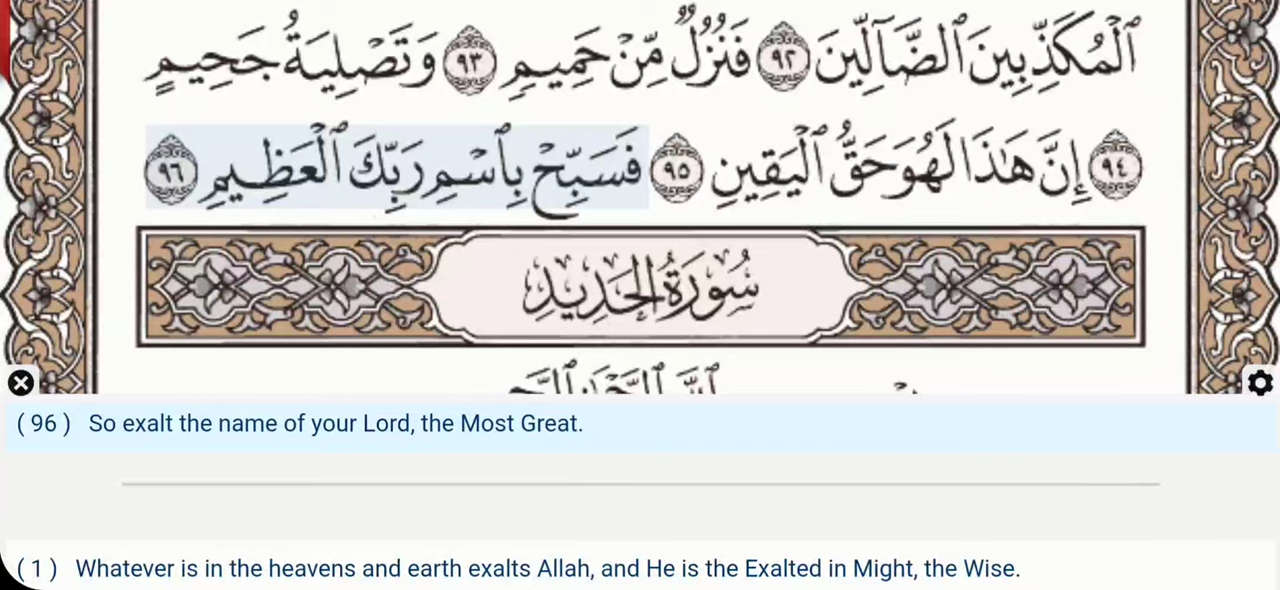 ٱلۡمُكَذِّبِينَ ٱلضَّآلِّينَ ٩٢ فَنُزُلٞ مِّنۡ حَمِيمٖ ٩٣ وَتَصۡلِيَةُ جَحِيمٍ
٩٤ إِنَّ هَٰذَا لَهُوَ حَقُّ ٱلۡيَقِينِ ٩٥ فَسَبِّحۡ بِٱسۡمِ رَبِّكَ ٱلۡعَظِيمِ ٩٦
سُورَةُ الحَدِيدِ
( 96 ) So exalt the name of your Lord, the Most Great.
( 1 ) Whatever is in the heavens and earth exalts Allah, and He is the Exalted in Might, the Wise.